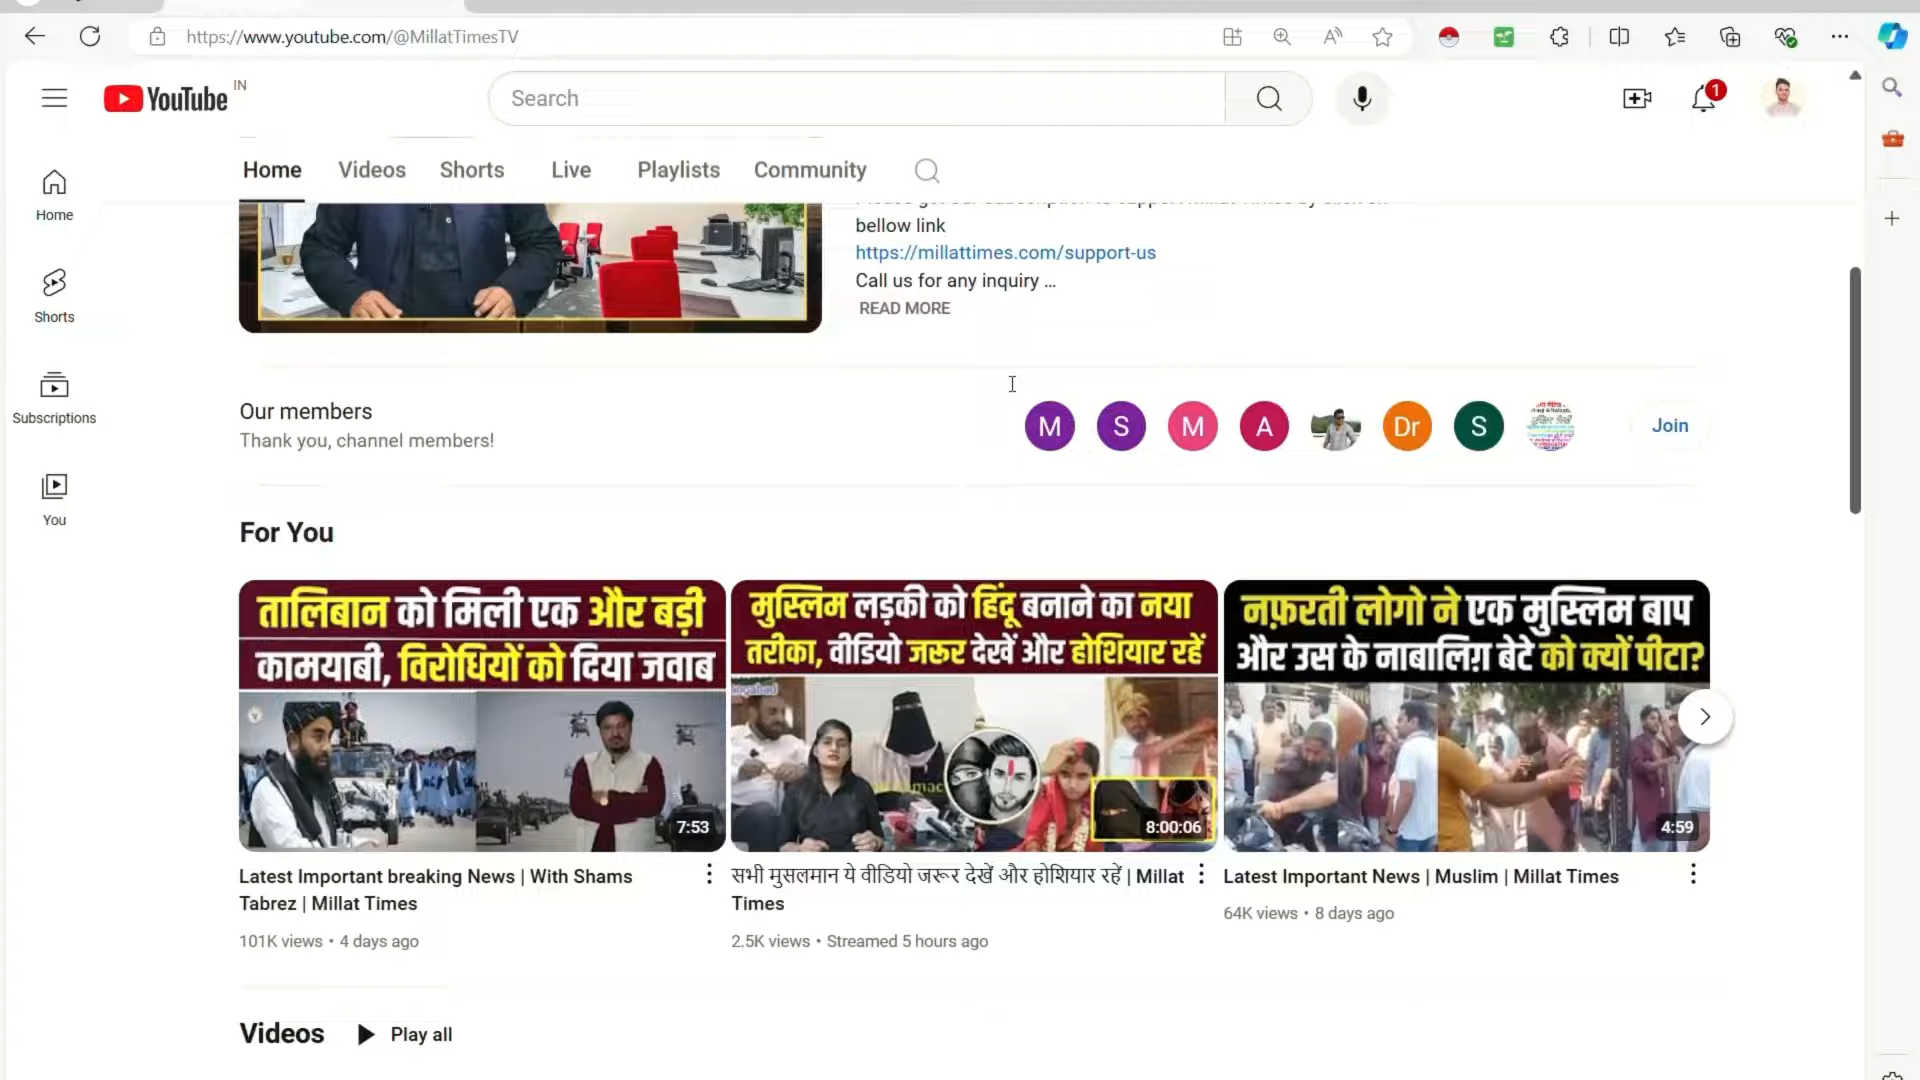 https://www.youtube.com/@MillatTimesTV
YouTube IN
Search
1
Home
Videos
Shorts
Live
Playlists
Community
Home
Shorts
Subscriptions
You
bellow link
https://millattimes.com/support-us
Call us for any inquiry ...
READ MORE
Our members
Thank you, channel members!
M
S
M
A
Dr
S
Join
For You
तालिबान को मिली एक और बड़ी
कामयाबी, विरोधियों को दिया जवाब
7:53
Latest Important breaking News | With Shams
Tabrez | Millat Times
101K views • 4 days ago
मुस्लिम लड़की को हिंदू बनाने का नया
तरीका, वीडियो जरूर देखें और होशियार रहें
8:00:06
सभी मुसलमान ये वीडियो जरूर देखें और होशियार रहें | Millat
Times
2.5K views • Streamed 5 hours ago
नफ़रती लोगो ने एक मुस्लिम बाप
और उस के नाबालिग़ बेटे को क्यों पीटा?
4:59
Latest Important News | Muslim | Millat Times
64K views • 8 days ago
Videos
Play all